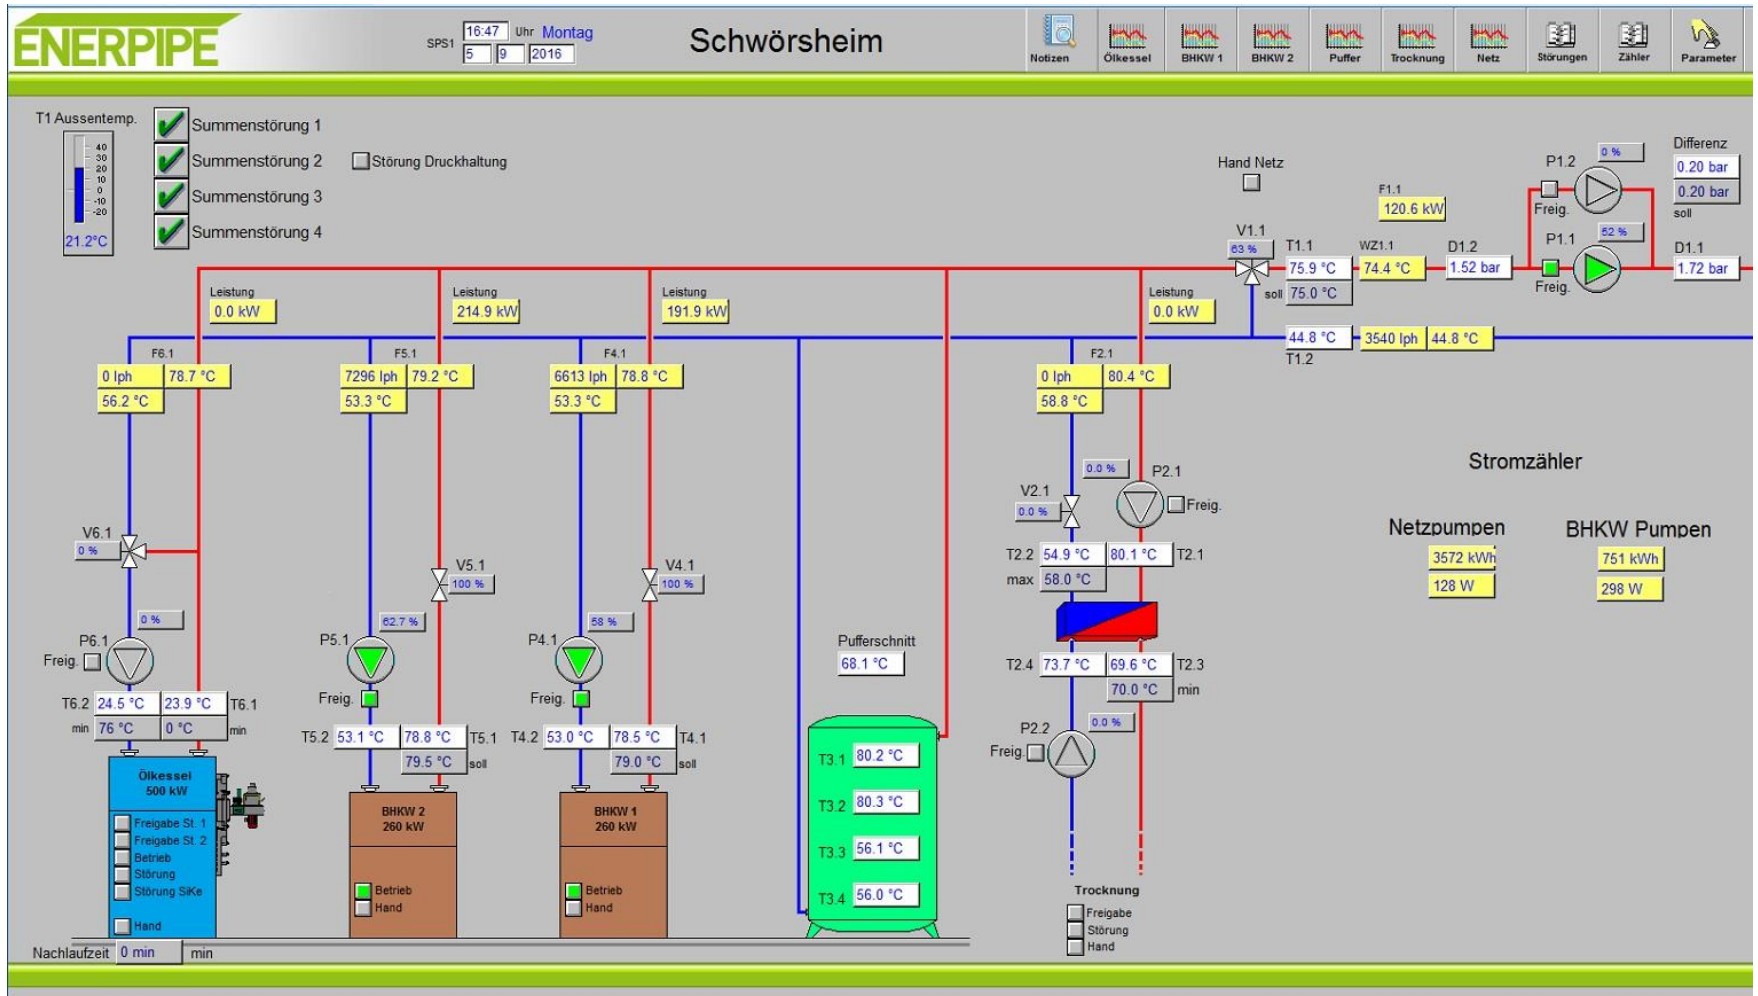 ENERPIPE
SPS1
16:47 Uhr Montag
5 9 2016
Schwörsheim
Notizen
Ölkessel
BHKW 1
BHKW 2
Puffer
Trocknung
Netz
Störungen
Zähler
Parameter
T1 Aussentemp.
40
30
20
10
0
-10
-20
21.2°C
Summenstörung 1
Summenstörung 2
Summenstörung 3
Summenstörung 4
Störung Druckhaltung
Hand Netz
V1.1
63 %
T1.1
75.9 °C
soll 75.0 °C
F1.1
120.6 kW
WZ1.1
74.4 °C
D1.2
1.52 bar
P1.2
0 %
Freig.
P1.1
52 %
Freig.
Differenz
0.20 bar
0.20 bar
soll
D1.1
1.72 bar
44.8 °C
T1.2
3540 lph 44.8 °C
Leistung
0.0 kW
Leistung
214.9 kW
Leistung
191.9 kW
Leistung
0.0 kW
F6.1
0 lph 78.7 °C
56.2 °C
F5.1
7296 lph 79.2 °C
53.3 °C
F4.1
6613 lph 78.8 °C
53.3 °C
F2.1
0 lph 80.4 °C
58.8 °C
V6.1
0 %
P6.1
0 %
Freig.
T6.2 24.5 °C 23.9 °C T6.1
min 76 °C 0 °C min
Ölkessel
500 kW
Freigabe St. 1
Freigabe St. 2
Betrieb
Störung
Störung SiKe
Hand
Nachlaufzeit 0 min min
V5.1
100 %
P5.1
62.7 %
Freig.
T5.2 53.1 °C 78.8 °C T5.1
79.5 °C soll
BHKW 2
260 kW
Betrieb
Hand
V4.1
100 %
P4.1
58 %
Freig.
T4.2 53.0 °C 78.5 °C T4.1
79.0 °C soll
BHKW 1
260 kW
Betrieb
Hand
Pufferschnitt
68.1 °C
T3.1 80.2 °C
T3.2 80.3 °C
T3.3 56.1 °C
T3.4 56.0 °C
0.0 %
P2.1
Freig.
V2.1
0.0 %
T2.2 54.9 °C 80.1 °C T2.1
max 58.0 °C
T2.4 73.7 °C 69.6 °C T2.3
70.0 °C min
P2.2
0.0 %
Freig.
Trocknung
Freigabe
Störung
Hand
Stromzähler
Netzpumpen
3572 kWh
128 W
BHKW Pumpen
751 kWh
298 W